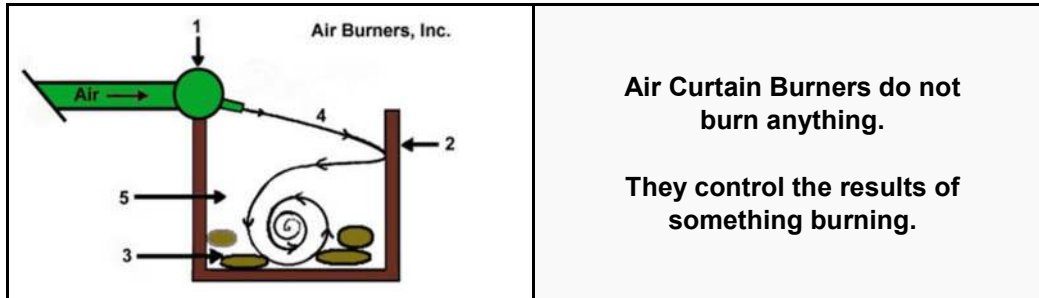 1
Air Burners, Inc.
Air
4
2
5
3
Air Curtain Burners do not
burn anything.
They control the results of
something burning.